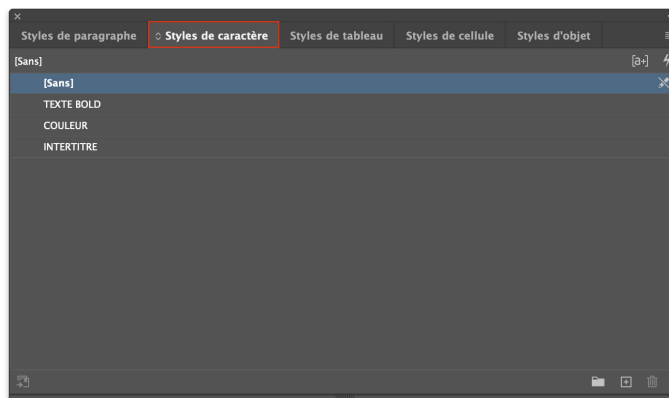 Styles de paragraphe Styles de caractère Styles de tableau Styles de cellule Styles d'objet
[Sans] [a+]
[Sans]
TEXTE BOLD
COULEUR
INTERTITRE